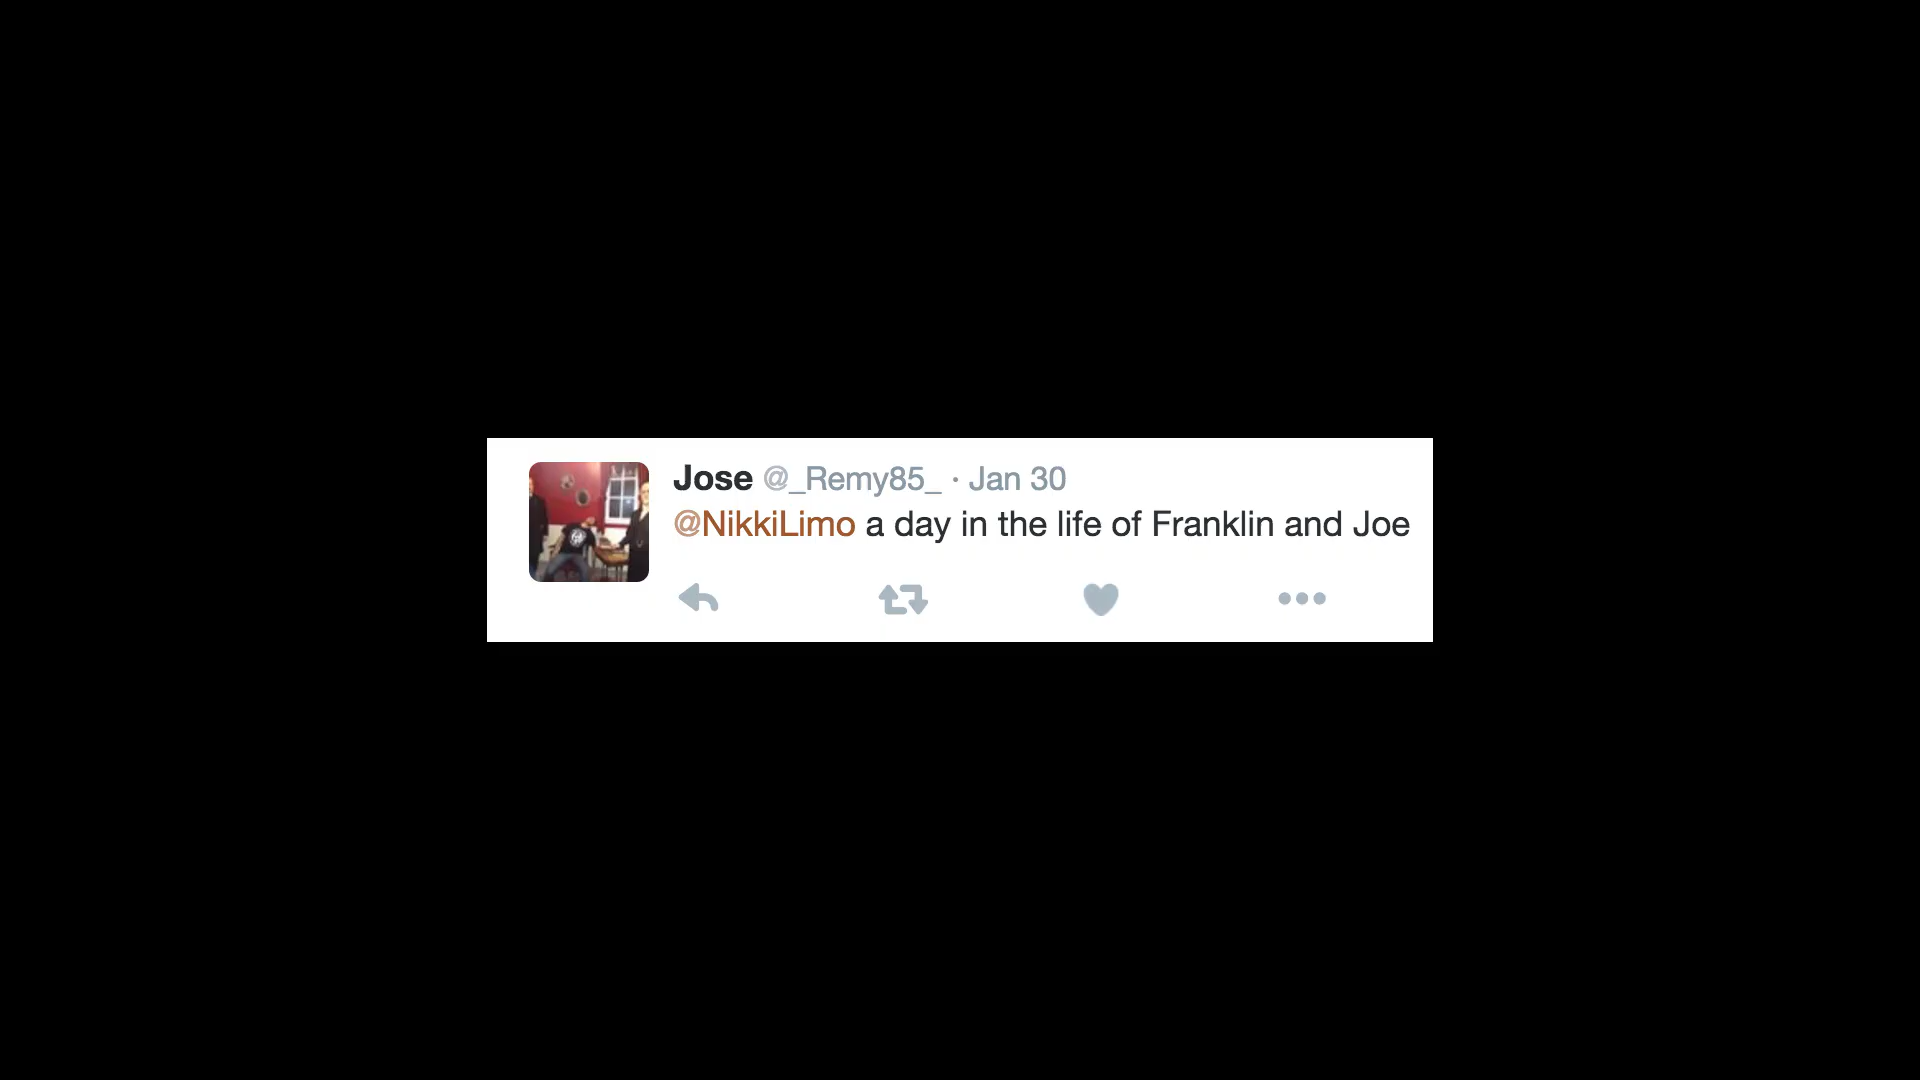 Jose @_Remy85_ · Jan 30
@NikkiLimo a day in the life of Franklin and Joe